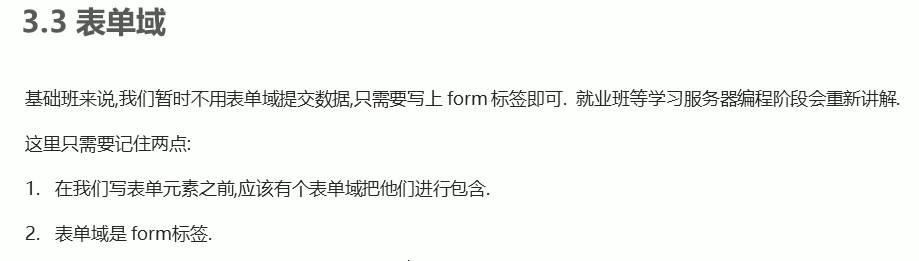 3.3 表单域
基础班来说,我们暂时不用表单域提交数据,只需要写上 form 标签即可. 就业班等学习服务器编程阶段会重新讲解.
这里只需要记住两点:
1. 在我们写表单元素之前,应该有个表单域把他们进行包含.
2. 表单域是 form标签.